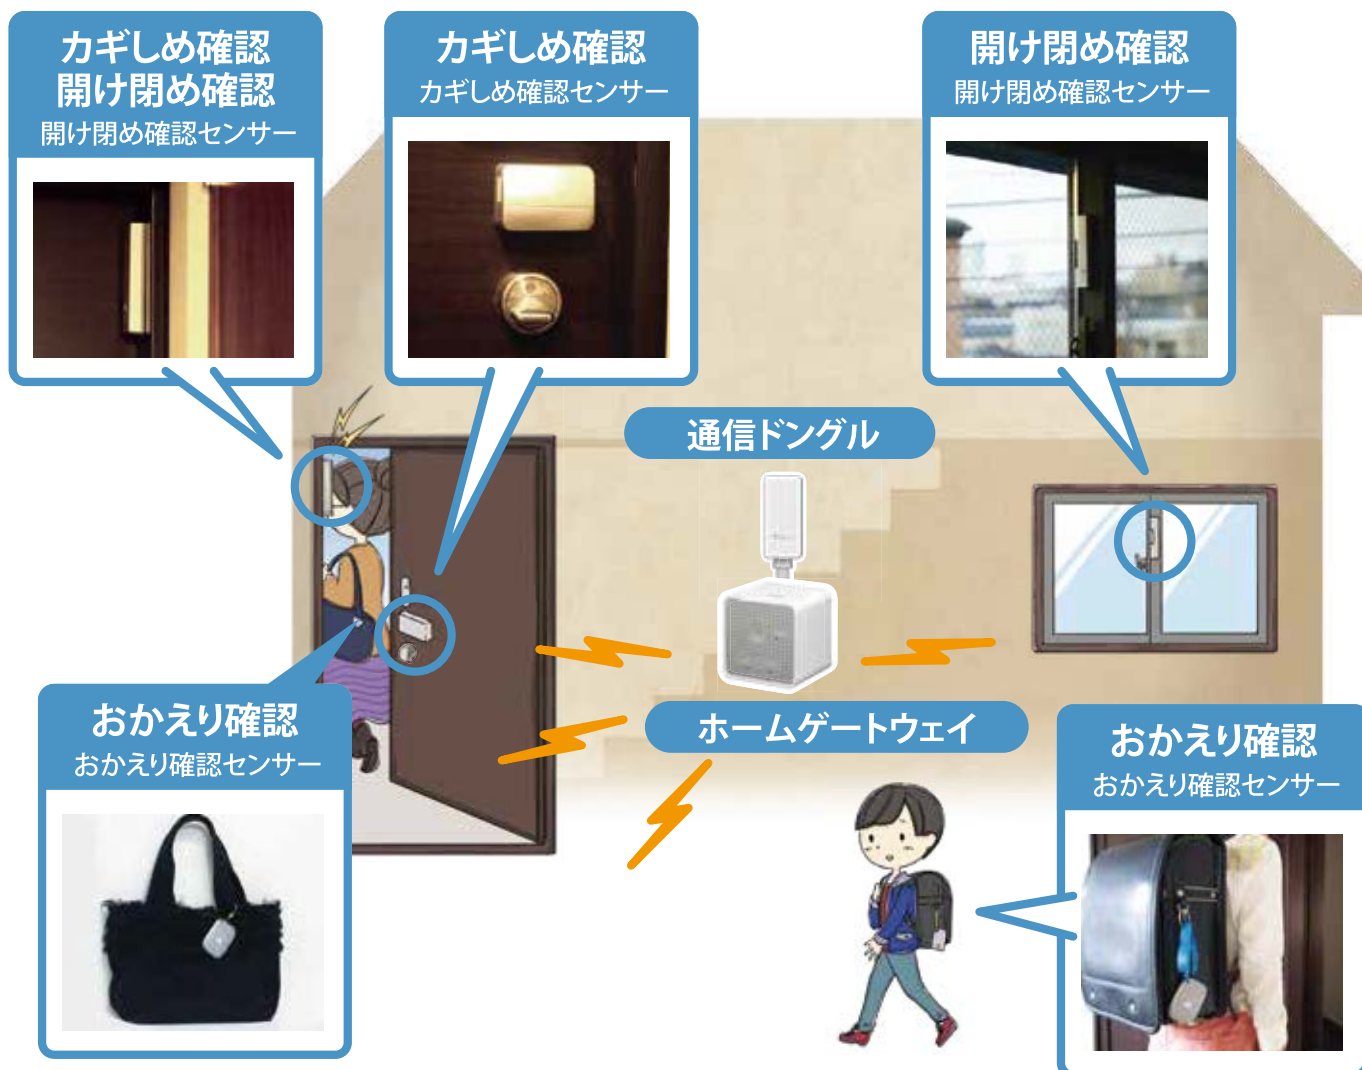 カギしめ確認
開け閉め確認
開け閉め確認センサー
カギしめ確認
カギしめ確認センサー
開け閉め確認
開け閉め確認センサー
通信ドングル
ホームゲートウェイ
おかえり確認
おかえり確認センサー
おかえり確認
おかえり確認センサー